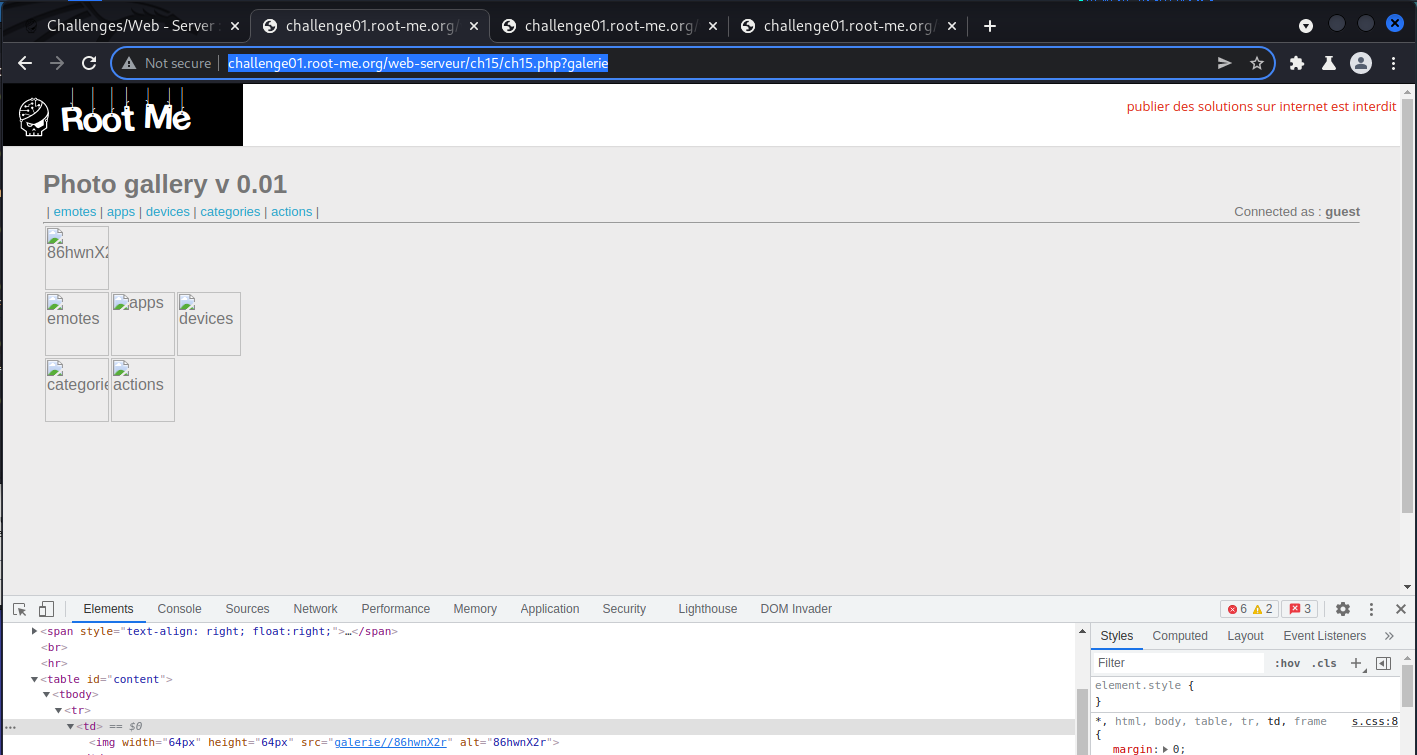 Challenges/Web - Server
challenge01.root-me.org/
challenge01.root-me.org/
challenge01.root-me.org/
Not secure
challenge01.root-me.org/web-serveur/ch15/ch15.php?galerie
Root Me
publier des solutions sur internet est interdit
Photo gallery v 0.01
| emotes | apps | devices | categories | actions |
Connected as : guest
86hwnX2
emotes
apps
devices
categorie
actions
Elements
Console
Sources
Network
Performance
Memory
Application
Security
Lighthouse
DOM Invader
6
2
3
<span style="text-align: right; float:right;">…</span>
<br>
<hr>
<table id="content">
<tbody>
<tr>
<td> == $0
<img width="64px" height="64px" src="galerie//86hwnX2r" alt="86hwnX2r">
Styles
Computed
Layout
Event Listeners
Filter
:hov
.cls
element.style {
}
*, html, body, table, tr, td, frame
s.css:8
{
margin: 0;